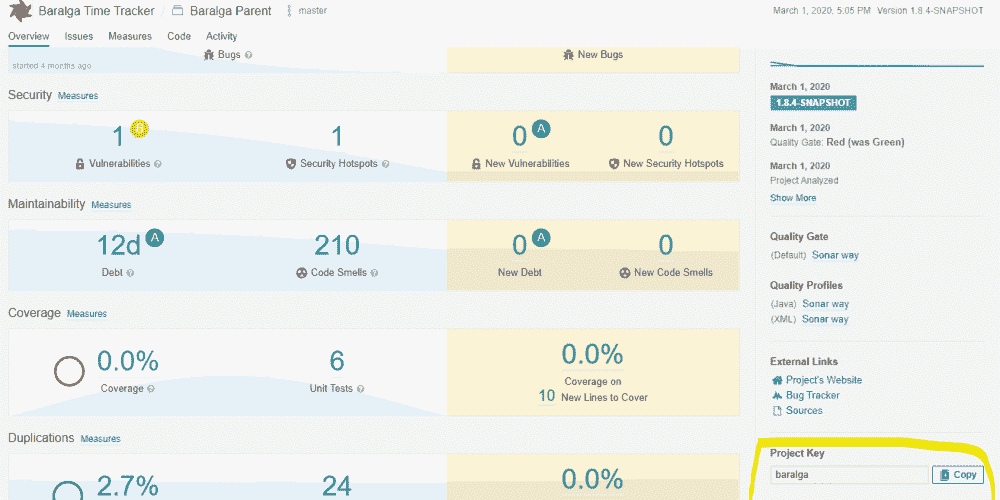 Baralga Time Tracker / Baralga Parent master
March 1, 2020, 5:05 PM Version 1.8.4-SNAPSHOT
Overview Issues Measures Code Activity
started 4 months ago
Bugs
New Bugs
Security Measures
1
Vulnerabilities
1
Security Hotspots
0 A
New Vulnerabilities
0
New Security Hotspots
Maintainability Measures
12d A
Debt
210
Code Smells
0 A
New Debt
0
New Code Smells
Coverage Measures
0.0%
Coverage
6
Unit Tests
0.0%
Coverage on
10 New Lines to Cover
Duplications Measures
2.7%
24
0.0%
March 1, 2020
1.8.4-SNAPSHOT
March 1, 2020
Quality Gate: Red (was Green)
March 1, 2020
Project Analyzed
Show More
Quality Gate
(Default) Sonar way
Quality Profiles
(Java) Sonar way
(XML) Sonar way
External Links
Project's Website
Bug Tracker
Sources
Project Key
baralga Copy